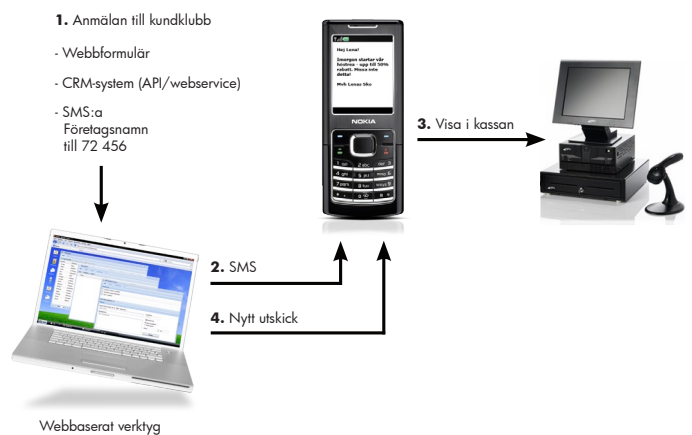 1. Anmälan till kundklubb
- Webbformulär
- CRM-system (API/webservice)
- SMS:a
Företagsnamn
till 72 456
Hej Lena!
Imorgon startar vår
höstrea - upp till 50%
rabatt. Missa inte
detta!
Mvh Lenas Sko
NOKIA
3. Visa i kassan
2. SMS
4. Nytt utskick
Webbaserat verktyg